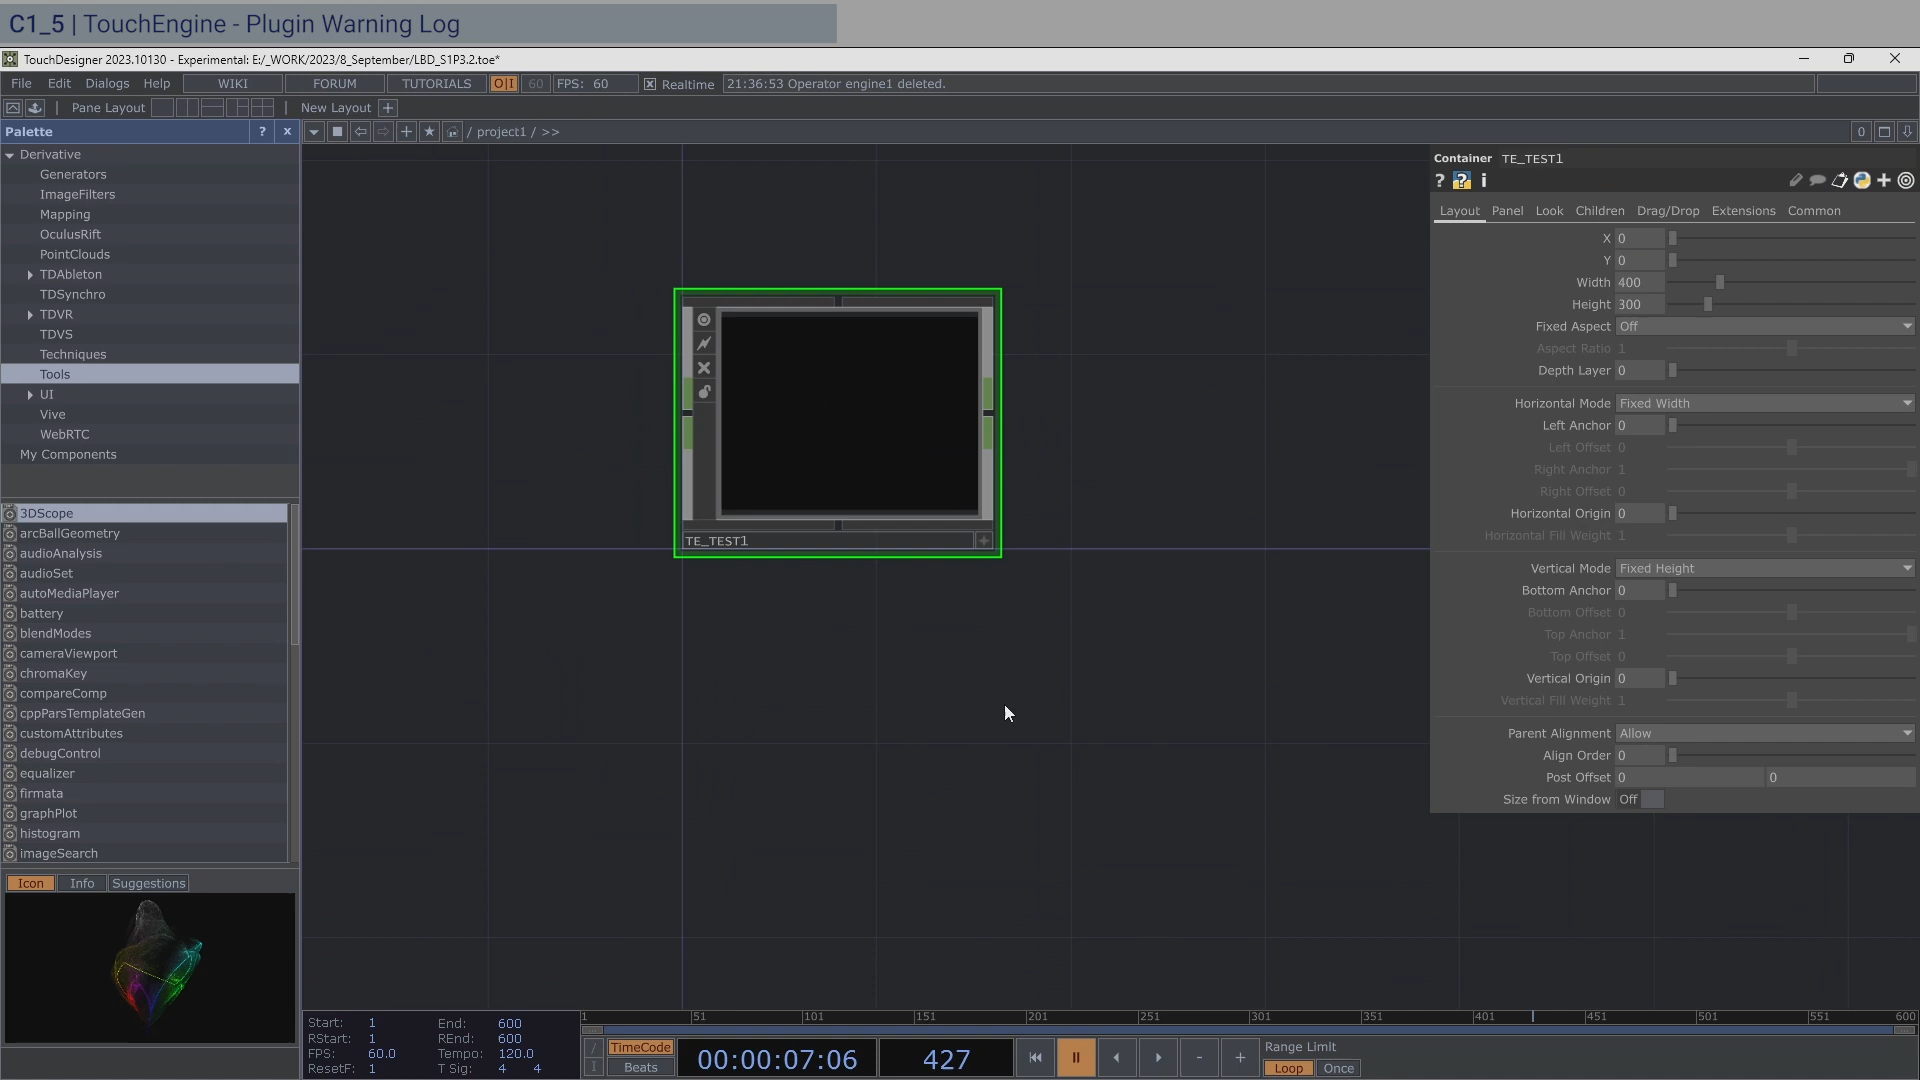 C1_5 | TouchEngine - Plugin Warning Log
TouchDesigner 2023.10130 - Experimental: E:/_WORK/2023/8_September/LBD_S1P3.2.toe*
File Edit Dialogs Help WIKI FORUM TUTORIALS O|I 60 FPS: 60 Realtime 21:36:53 Operator engine1 deleted.
Pane Layout New Layout +
Palette ? x
/ project1 / >> 0
Derivative
Generators
ImageFilters
Mapping
OculusRift
PointClouds
TDAbleton
TDSynchro
TDVR
TDVS
Techniques
Tools
UI
Vive
WebRTC
My Components
3DScope
arcBallGeometry
audioAnalysis
audioSet
autoMediaPlayer
battery
blendModes
cameraViewport
chromaKey
compareComp
cppParsTemplateGen
customAttributes
debugControl
equalizer
firmata
graphPlot
histogram
imageSearch
Icon Info Suggestions
TE_TEST1
Container TE_TEST1
? ? i
Layout Panel Look Children Drag/Drop Extensions Common
X 0
Y 0
Width 400
Height 300
Fixed Aspect Off
Aspect Ratio 1
Depth Layer 0
Horizontal Mode Fixed Width
Left Anchor 0
Left Offset 0
Right Anchor 1
Right Offset 0
Horizontal Origin 0
Horizontal Fill Weight 1
Vertical Mode Fixed Height
Bottom Anchor 0
Bottom Offset 0
Top Anchor 1
Top Offset 0
Vertical Origin 0
Vertical Fill Weight 1
Parent Alignment Allow
Align Order 0
Post Offset 0 0
Size from Window Off
Start: 1 End: 600
RStart: 1 REnd: 600
FPS: 60.0 Tempo: 120.0
ResetF: 1 T Sig: 4 4
1 51 101 151 201 251 301 351 401 451 501 551 600
TimeCode
Beats
00:00:07:06 427
- +
Range Limit
Loop Once